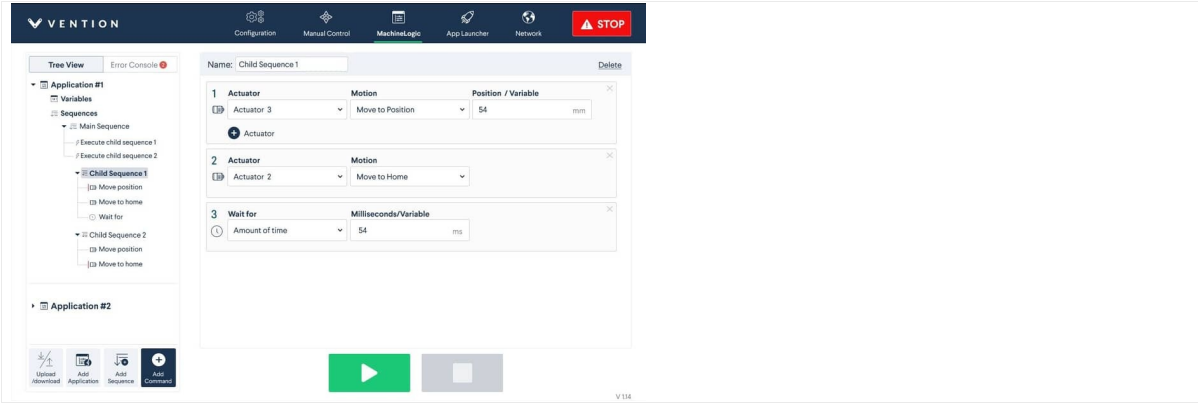 VENTION
Configuration
Manual Control
MachineLogic
App Launcher
Network
STOP
Tree View
Error Console 2
Application #1
Variables
Sequences
Main Sequence
Execute child sequence 1
Execute child sequence 2
Child Sequence 1
Move position
Move to home
Wait for
Child Sequence 2
Move position
Move to home
Application #2
Upload
/download
Add
Application
Add
Sequence
Add
Command
Name: Child Sequence 1
Delete
1 Actuator Motion Position / Variable
Actuator 3 Move to Position 54 mm
Actuator
2 Actuator Motion
Actuator 2 Move to Home
3 Wait for Milliseconds/Variable
Amount of time 54 ms
V 1.14